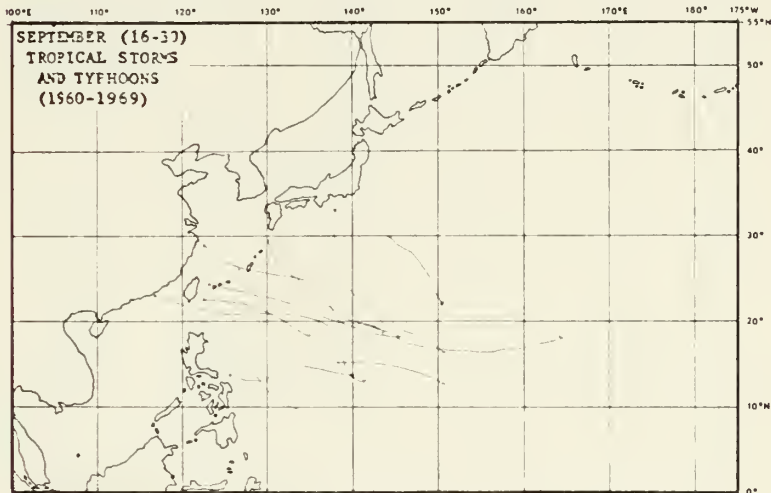 100°E 110° 120° 130° 140° 150°E 160° 170°E 180° 175°W
55°N
SEPTEMBER (16-30)
TROPICAL STORMS
AND TYPHOONS
(1960-1969)
50°
40°
30°
20°
10°N
0°